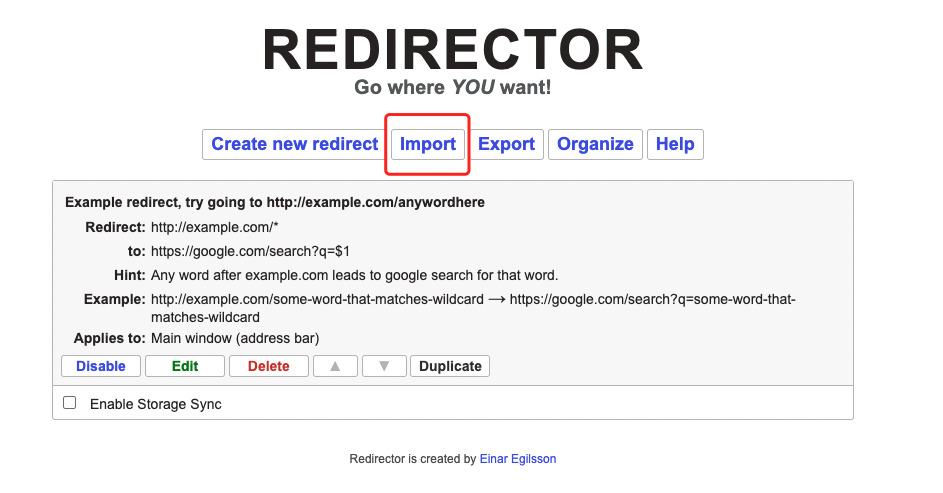 REDIRECTOR
Go where YOU want!
Create new redirect Import Export Organize Help
Example redirect, try going to http://example.com/anywordhere
Redirect: http://example.com/*
to: https://google.com/search?q=$1
Hint: Any word after example.com leads to google search for that word.
Example: http://example.com/some-word-that-matches-wildcard → https://google.com/search?q=some-word-that-
matches-wildcard
Applies to: Main window (address bar)
Disable Edit Delete ▲ ▼ Duplicate
Enable Storage Sync
Redirector is created by Einar Egilsson